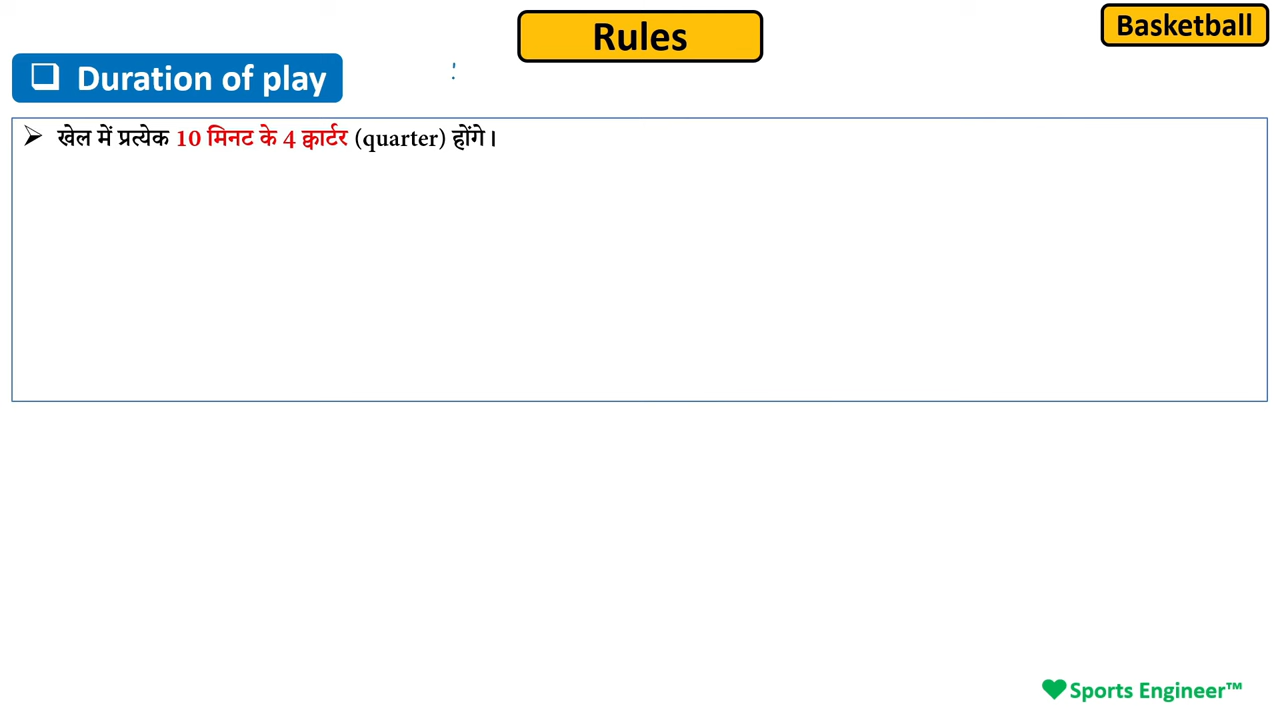 Rules
Basketball
❑ Duration of play
➢ खेल में प्रत्येक 10 मिनट के 4 क्वार्टर (quarter) होंगे।
Sports Engineer™